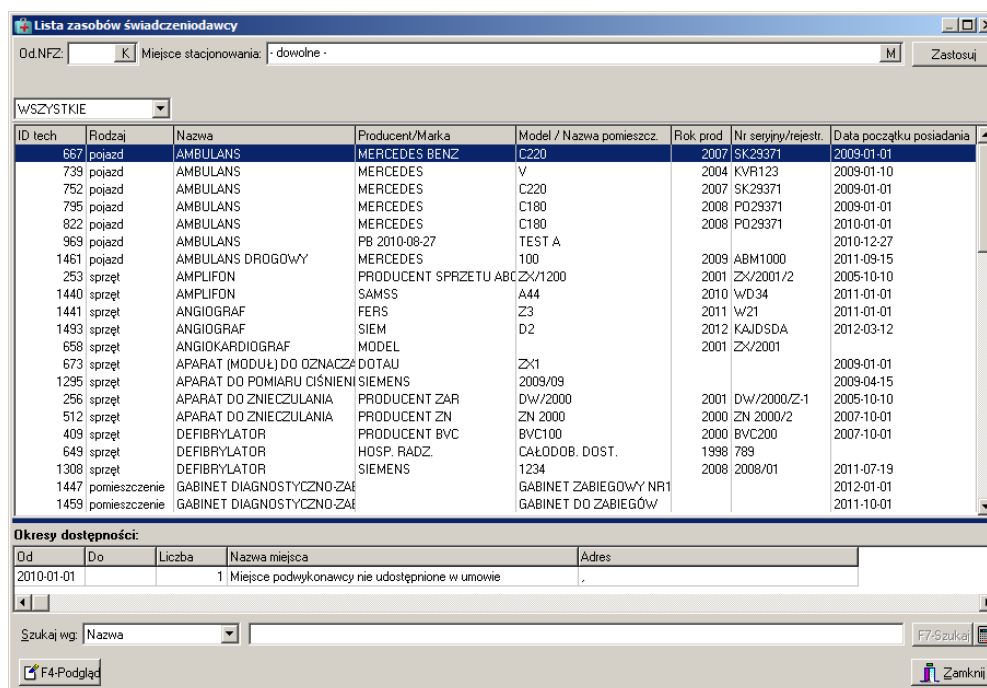 Lista zasobów świadczeniodawcy
Od.NFZ: K Miejsce stacjonowania: - dowolne - M Zastosuj
WSZYSTKIE
ID tech Rodzaj Nazwa Producent/Marka Model / Nazwa pomieszcz. Rok prod Nr seryjny/rejestr. Data początku posiadania
667 pojazd AMBULANS MERCEDES BENZ C220 2007 SK29371 2009-01-01
739 pojazd AMBULANS MERCEDES V 2004 KVR123 2009-01-10
752 pojazd AMBULANS MERCEDES C220 2007 SK29371 2009-01-01
795 pojazd AMBULANS MERCEDES C180 2008 PO29371 2009-01-01
822 pojazd AMBULANS MERCEDES C180 2008 PO29371 2010-01-01
969 pojazd AMBULANS PB 2010-08-27 TEST A 2010-12-27
1461 pojazd AMBULANS DROGOWY MERCEDES 100 2009 ABM1000 2011-09-15
253 sprzęt AMPLIFON PRODUCENT SPRZETU ABC ZX/1200 2001 ZX/2001/2 2005-10-10
1440 sprzęt AMPLIFON SAMSS A44 2010 WD34 2011-01-01
1441 sprzęt ANGIOGRAF FERS Z3 2011 W21 2011-01-01
1493 sprzęt ANGIOGRAF SIEM D2 2012 KAJDSDA 2012-03-12
658 sprzęt ANGIOKARDIOGRAF MODEL 2001 ZX/2001
673 sprzęt APARAT (MODUŁ) DO OZNACZA DOTAU ZX1 2009-01-01
1295 sprzęt APARAT DO POMIARU CIŚNIENI SIEMENS 2009/09 2009-04-15
256 sprzęt APARAT DO ZNIECZULANIA PRODUCENT ZAR DW/2000 2001 DW/2000/Z-1 2005-10-10
512 sprzęt APARAT DO ZNIECZULANIA PRODUCENT ZN ZN 2000 2000 ZN 2000/2 2007-10-01
409 sprzęt DEFIBRYLATOR PRODUCENT BVC BVC100 2000 BVC200 2007-10-01
649 sprzęt DEFIBRYLATOR HOSP. RADZ. CAŁODOB. DOST. 1998 789
1308 sprzęt DEFIBRYLATOR SIEMENS 1234 2008 2008/01 2011-07-19
1447 pomieszczenie GABINET DIAGNOSTYCZNO-ZAB GABINET ZABIEGOWY NR1 2012-01-01
1459 pomieszczenie GABINET DIAGNOSTYCZNO-ZAB GABINET DO ZABIEGÓW 2011-10-01
Okresy dostępności:
Od Do Liczba Nazwa miejsca Adres
2010-01-01 1 Miejsce podwykonawcy nie udostępnione w umowie ,
Szukaj wg: Nazwa F7-Szukaj
F4-Podgląd Zamknij